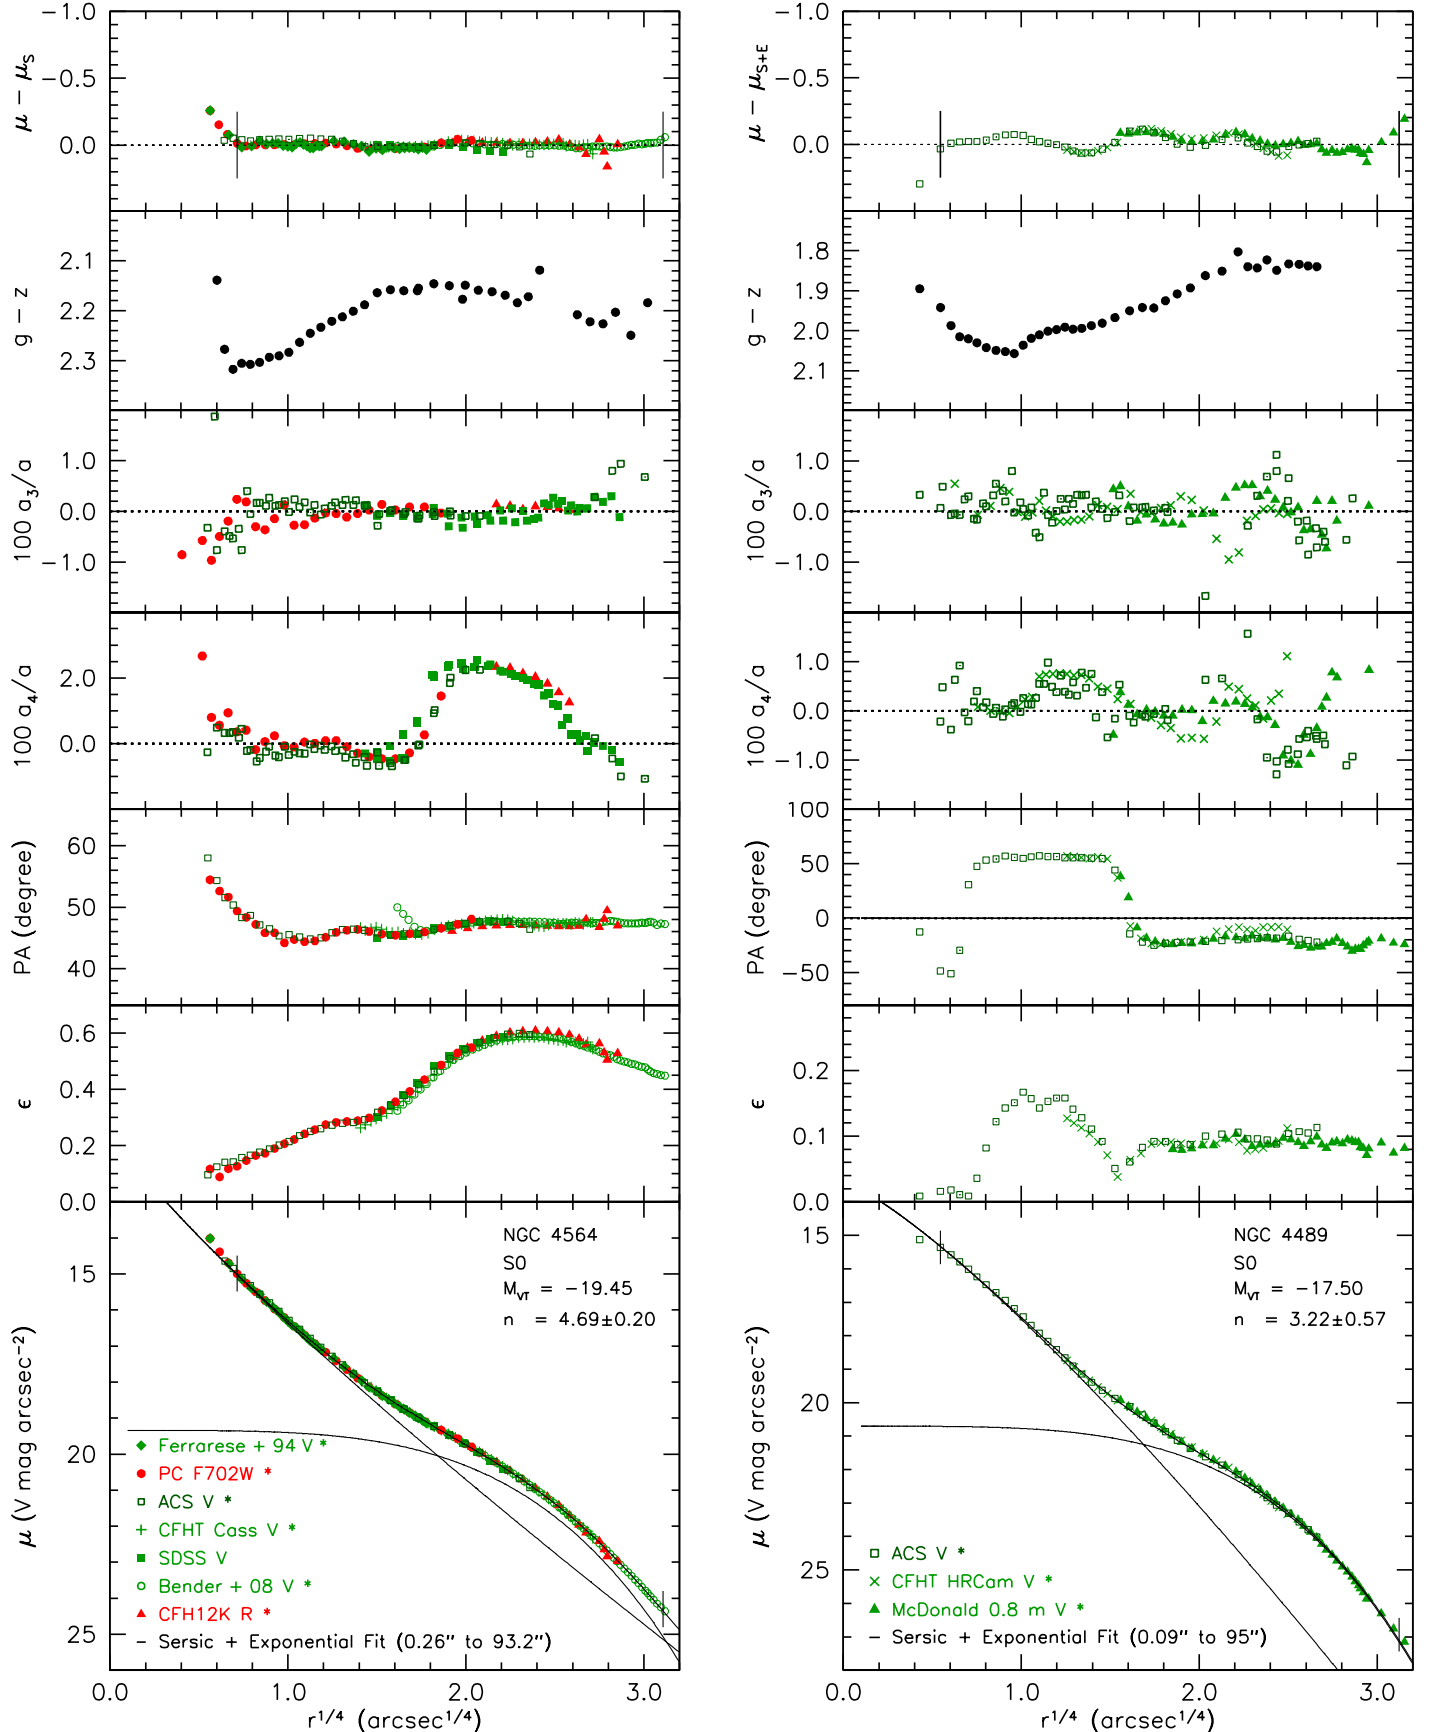 −1.0
−0.5
0.0
μ − μS
2.1
2.2
2.3
g − z
1.0
0.0
−1.0
100 a3/a
2.0
0.0
100 a4/a
60
50
40
PA (degree)
0.6
0.4
0.2
0.0
ε
15
20
25
μ (V mag arcsec−2)
NGC 4564
S0
MVT = −19.45
n = 4.69±0.20
Ferrarese + 94 V *
PC F702W *
ACS V *
CFHT Cass V *
SDSS V
Bender + 08 V *
CFH12K R *
− Sersic + Exponential Fit (0.26″ to 93.2″)
0.0 1.0 2.0 3.0
r1/4 (arcsec1/4)
−1.0
−0.5
0.0
μ − μS+E
1.8
1.9
2.0
2.1
g − z
1.0
0.0
−1.0
100 a3/a
1.0
0.0
−1.0
100 a4/a
100
50
0
−50
PA (degree)
0.2
0.1
0.0
ε
15
20
25
μ (V mag arcsec−2)
NGC 4489
S0
MVT = −17.50
n = 3.22±0.57
ACS V *
CFHT HRCam V *
McDonald 0.8 m V *
− Sersic + Exponential Fit (0.09″ to 95″)
0.0 1.0 2.0 3.0
r1/4 (arcsec1/4)